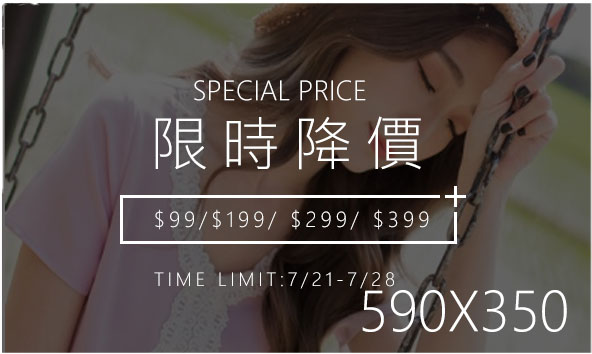 SPECIAL PRICE
限時降價
$99/$199/ $299/ $399
TIME LIMIT:7/21-7/28
590X350